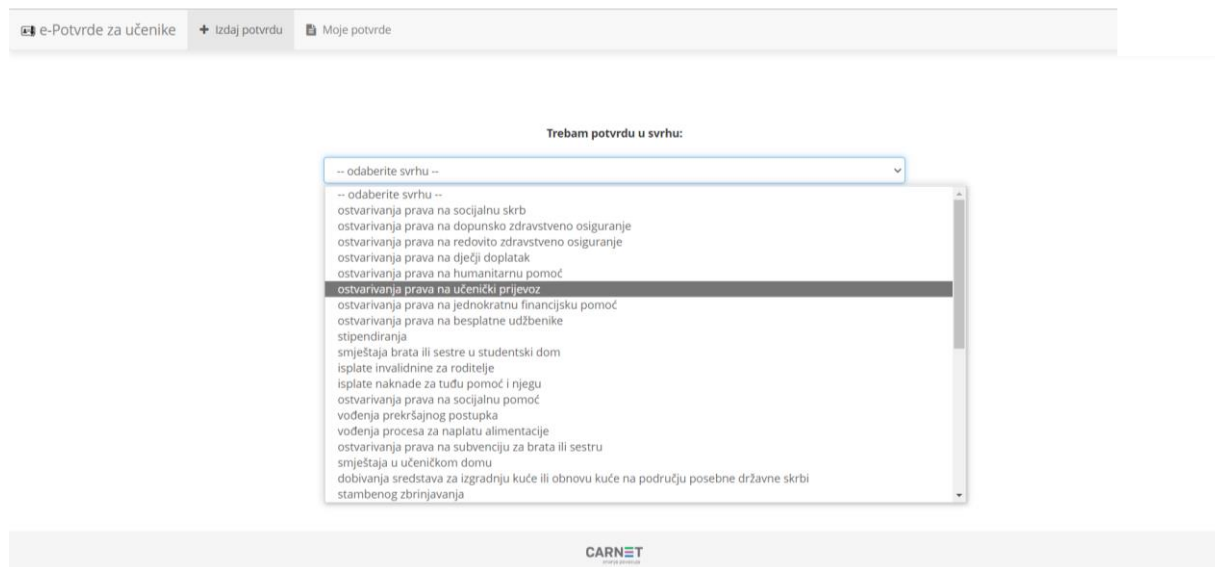 e-Potvrde za učenike + Izdaj potvrdu Moje potvrde
Trebam potvrdu u svrhu:
-- odaberite svrhu --
-- odaberite svrhu --
ostvarivanja prava na socijalnu skrb
ostvarivanja prava na dopunsko zdravstveno osiguranje
ostvarivanja prava na redovito zdravstveno osiguranje
ostvarivanja prava na dječji doplatak
ostvarivanja prava na humanitarnu pomoć
ostvarivanja prava na učenički prijevoz
ostvarivanja prava na jednokratnu financijsku pomoć
ostvarivanja prava na besplatne udžbenike
stipendiranja
smještaja brata ili sestre u studentski dom
isplate invalidnine za roditelje
isplate naknade za tuđu pomoć i njegu
ostvarivanja prava na socijalnu pomoć
vođenja prekršajnog postupka
vođenja procesa za naplatu alimentacije
ostvarivanja prava na subvenciju za brata ili sestru
smještaja u učeničkom domu
dobivanja sredstava za izgradnju kuće ili obnovu kuće na području posebne državne skrbi
stambenog zbrinjavanja
CARNET